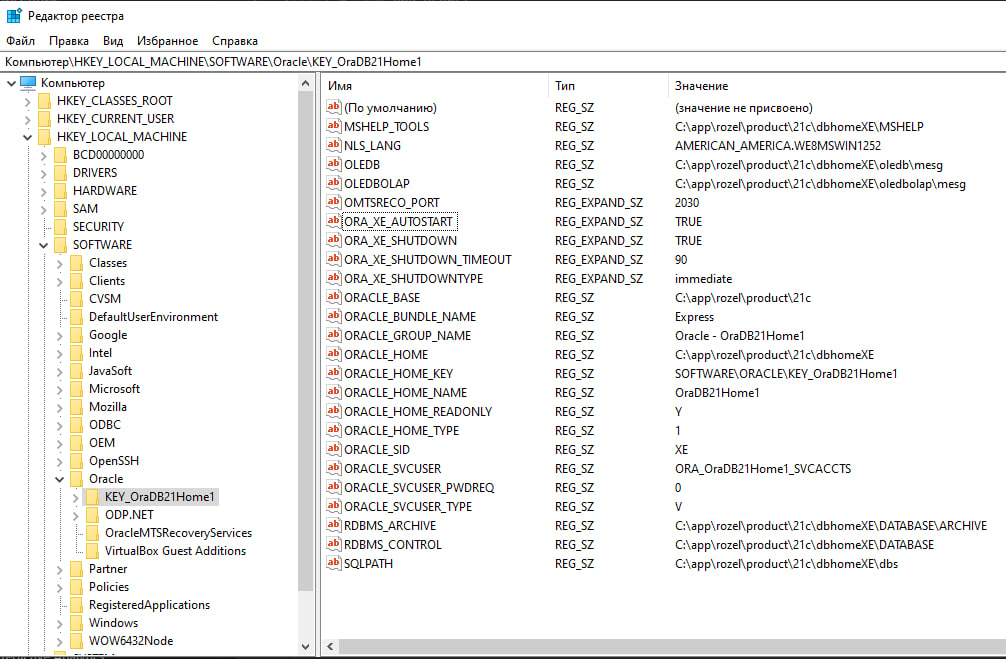 Редактор реестра
Файл Правка Вид Избранное Справка
Компьютер\HKEY_LOCAL_MACHINE\SOFTWARE\Oracle\KEY_OraDB21Home1
Компьютер
HKEY_CLASSES_ROOT
HKEY_CURRENT_USER
HKEY_LOCAL_MACHINE
BCD00000000
DRIVERS
HARDWARE
SAM
SECURITY
SOFTWARE
Classes
Clients
CVSM
DefaultUserEnvironment
Google
Intel
JavaSoft
Microsoft
Mozilla
ODBC
OEM
OpenSSH
Oracle
KEY_OraDB21Home1
ODP.NET
OracleMTSRecoveryServices
VirtualBox Guest Additions
Partner
Policies
RegisteredApplications
Windows
WOW6432Node
Имя Тип Значение
(По умолчанию) REG_SZ (значение не присвоено)
MSHELP_TOOLS REG_SZ C:\app\rozel\product\21c\dbhomeXE\MSHELP
NLS_LANG REG_SZ AMERICAN_AMERICA.WE8MSWIN1252
OLEDB REG_SZ C:\app\rozel\product\21c\dbhomeXE\oledb\mesg
OLEDBOLAP REG_SZ C:\app\rozel\product\21c\dbhomeXE\oledbolap\mesg
OMTSRECO_PORT REG_EXPAND_SZ 2030
ORA_XE_AUTOSTART REG_EXPAND_SZ TRUE
ORA_XE_SHUTDOWN REG_EXPAND_SZ TRUE
ORA_XE_SHUTDOWN_TIMEOUT REG_EXPAND_SZ 90
ORA_XE_SHUTDOWNTYPE REG_EXPAND_SZ immediate
ORACLE_BASE REG_SZ C:\app\rozel\product\21c
ORACLE_BUNDLE_NAME REG_SZ Express
ORACLE_GROUP_NAME REG_SZ Oracle - OraDB21Home1
ORACLE_HOME REG_SZ C:\app\rozel\product\21c\dbhomeXE
ORACLE_HOME_KEY REG_SZ SOFTWARE\ORACLE\KEY_OraDB21Home1
ORACLE_HOME_NAME REG_SZ OraDB21Home1
ORACLE_HOME_READONLY REG_SZ Y
ORACLE_HOME_TYPE REG_SZ 1
ORACLE_SID REG_SZ XE
ORACLE_SVCUSER REG_SZ ORA_OraDB21Home1_SVCACCTS
ORACLE_SVCUSER_PWDREQ REG_SZ 0
ORACLE_SVCUSER_TYPE REG_SZ V
RDBMS_ARCHIVE REG_SZ C:\app\rozel\product\21c\dbhomeXE\DATABASE\ARCHIVE
RDBMS_CONTROL REG_SZ C:\app\rozel\product\21c\dbhomeXE\DATABASE
SQLPATH REG_SZ C:\app\rozel\product\21c\dbhomeXE\dbs